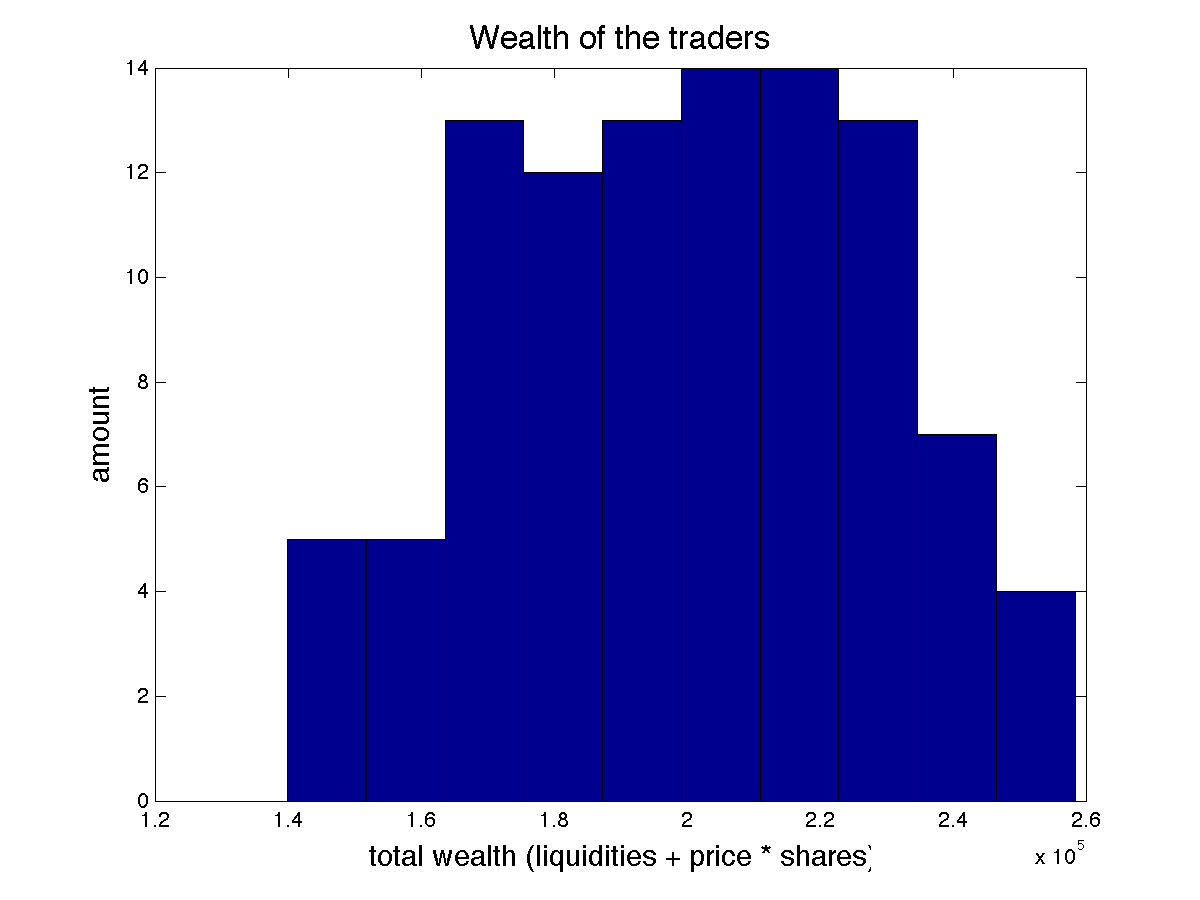 Wealth of the traders
14
12
10
8
6
4
2
0
amount
1.2 1.4 1.6 1.8 2 2.2 2.4 2.6
x 10^5
total wealth (liquidities + price * shares)